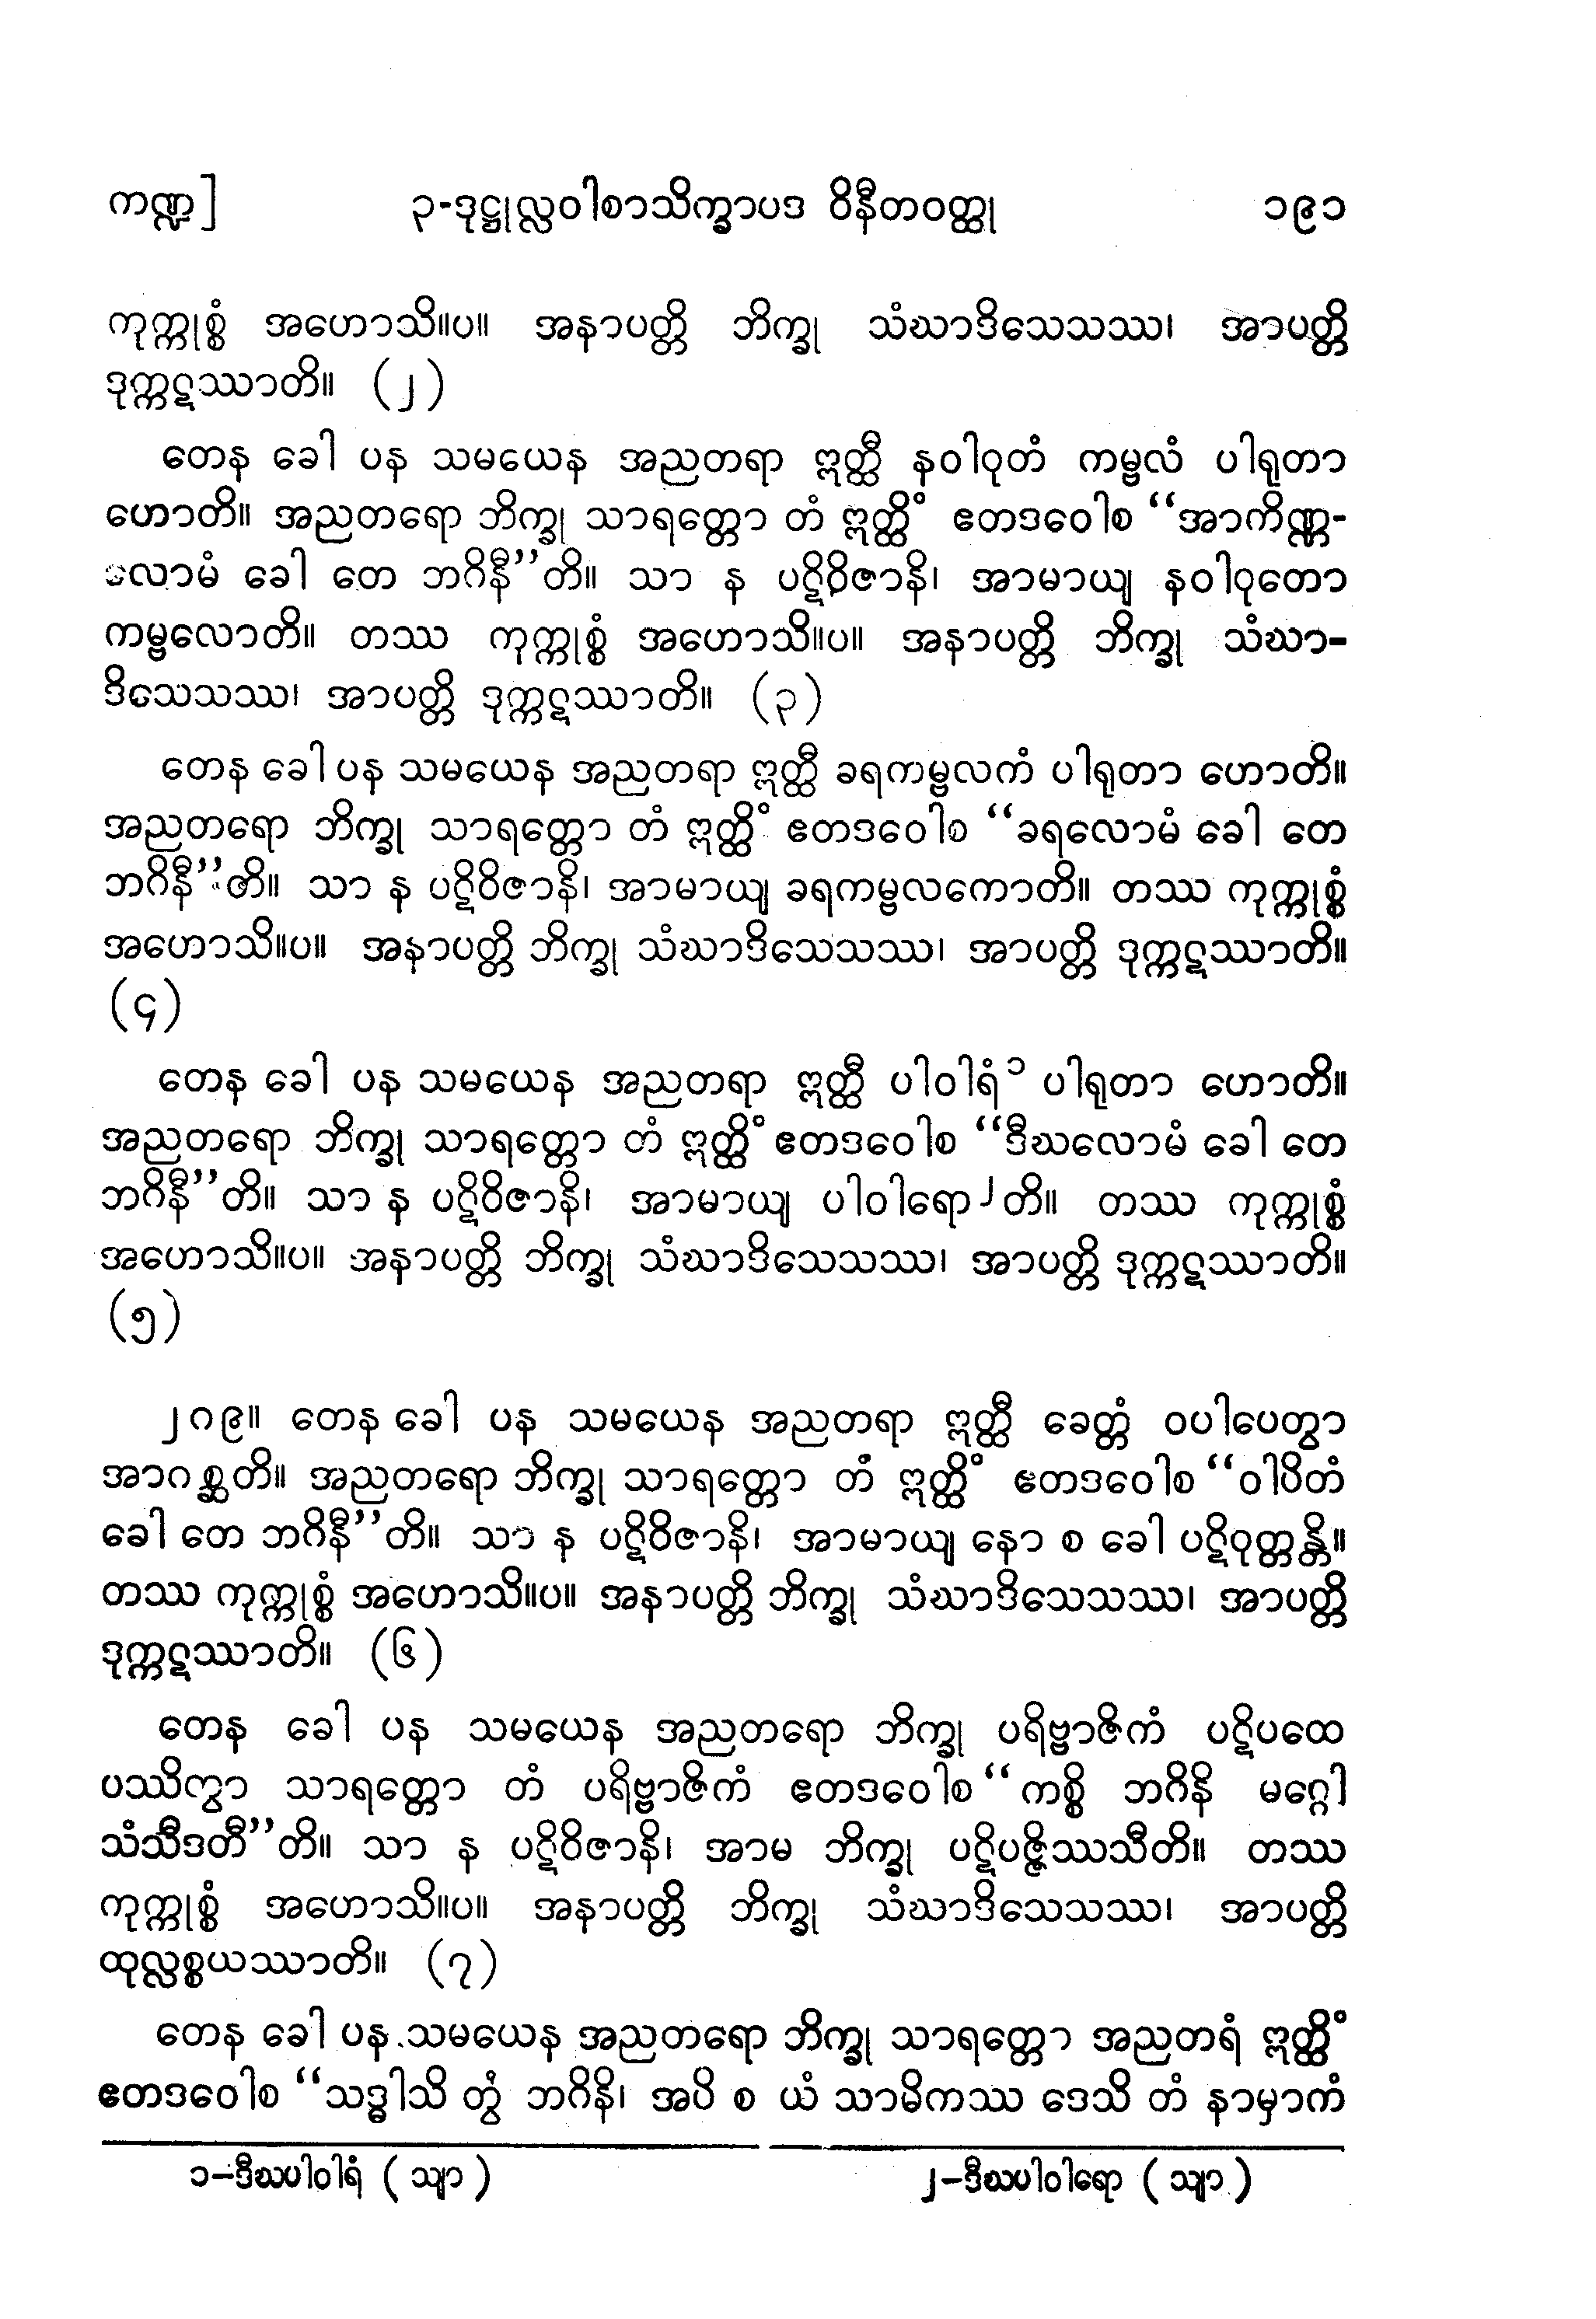 ကဏ္ဍ] ၃-ဒုဋ္ဌုလ္လဝါစာသိက္ခာပဒ ဝိနီတဝတ္ထု ၁၉၁
ကုက္ကုစ္စံ အဟောသိ။ပ။ အနာပတ္တိ ဘိက္ခု သံဃာဒိသေသဿ၊ အာပတ္တိ
ဒုက္ကဋဿာတိ။ (၂)
တေန ခေါ ပန သမယေန အညတရာ ဣတ္ထီ နဝါဝုတံ ကမ္ဗလံ ပါရုတာ
ဟောတိ။ အညတရော ဘိက္ခု သာရတ္တော တံ ဣတ္ထိံ ဧတဒဝေါစ “အာကိဏ္ဏ-
လောမံ ခေါ တေ ဘဂိနီ”တိ။ သာ န ပဋိဝိဇာနိ၊ အာမာယျ နဝါဝုတော
ကမ္ဗလောတိ။ တဿ ကုက္ကုစ္စံ အဟောသိ။ပ။ အနာပတ္တိ ဘိက္ခု သံဃာ-
ဒိသေသဿ၊ အာပတ္တိ ဒုက္ကဋဿာတိ။ (၃)
တေန ခေါ ပန သမယေန အညတရာ ဣတ္ထီ ခရကမ္ဗလကံ ပါရုတာ ဟောတိ။
အညတရော ဘိက္ခု သာရတ္တော တံ ဣတ္ထိံ ဧတဒဝေါစ “ခရလောမံ ခေါ တေ
ဘဂိနီ”တိ။ သာ န ပဋိဝိဇာနိ၊ အာမာယျ ခရကမ္ဗလကောတိ။ တဿ ကုက္ကုစ္စံ
အဟောသိ။ပ။ အနာပတ္တိ ဘိက္ခု သံဃာဒိသေသဿ၊ အာပတ္တိ ဒုက္ကဋဿာတိ။
(၄)
တေန ခေါ ပန သမယေန အညတရာ ဣတ္ထီ ပါဝါရံ၁ ပါရုတာ ဟောတိ။
အညတရော ဘိက္ခု သာရတ္တော တံ ဣတ္ထိံ ဧတဒဝေါစ “ဒီဃလောမံ ခေါ တေ
ဘဂိနီ”တိ။ သာ န ပဋိဝိဇာနိ၊ အာမာယျ ပါဝါရော၂တိ။ တဿ ကုက္ကုစ္စံ
အဟောသိ။ပ။ အနာပတ္တိ ဘိက္ခု သံဃာဒိသေသဿ၊ အာပတ္တိ ဒုက္ကဋဿာတိ။
(၅)
၂၈၉။ တေန ခေါ ပန သမယေန အညတရာ ဣတ္ထီ ခေတ္တံ ဝပါပေတွာ
အာဂစ္ဆတိ။ အညတရော ဘိက္ခု သာရတ္တော တံ ဣတ္ထိံ ဧတဒဝေါစ “ဝါပိတံ
ခေါ တေ ဘဂိနီ”တိ။ သာ န ပဋိဝိဇာနိ၊ အာမာယျ နော စ ခေါ ပဋိဝုတ္တန္တိ။
တဿ ကုက္ကုစ္စံ အဟောသိ။ပ။ အနာပတ္တိ ဘိက္ခု သံဃာဒိသေသဿ၊ အာပတ္တိ
ဒုက္ကဋဿာတိ။ (၆)
တေန ခေါ ပန သမယေန အညတရော ဘိက္ခု ပရိဗ္ဗာဇိကံ ပဋိပထေ
ပဿိတွာ သာရတ္တော တံ ပရိဗ္ဗာဇိကံ ဧတဒဝေါစ “ကစ္စိ ဘဂိနိ မဂ္ဂေါ
သံသီဒတီ”တိ။ သာ န ပဋိဝိဇာနိ၊ အာမ ဘိက္ခု ပဋိပဇ္ဇိဿသီတိ။ တဿ
ကုက္ကုစ္စံ အဟောသိ။ပ။ အနာပတ္တိ ဘိက္ခု သံဃာဒိသေသဿ၊ အာပတ္တိ
ထုလ္လစ္စယဿာတိ။ (၇)
တေန ခေါ ပန သမယေန အညတရော ဘိက္ခု သာရတ္တော အညတရံ ဣတ္ထိံ
ဧတဒဝေါစ “သဒ္ဓါသိ တွံ ဘဂိနိ၊ အပိ စ ယံ သာမိကဿ ဒေသိ တံ နာမှာကံ
၁–ဒီဃပါဝါရံ (သျာ) ၂–ဒီဃပါဝါရော (သျာ)